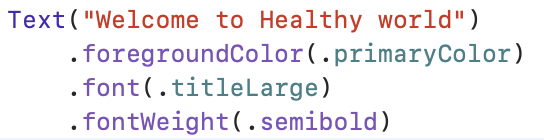 Text("Welcome to Healthy world")
    .foregroundColor(.primaryColor)
    .font(.titleLarge)
    .fontWeight(.semibold)